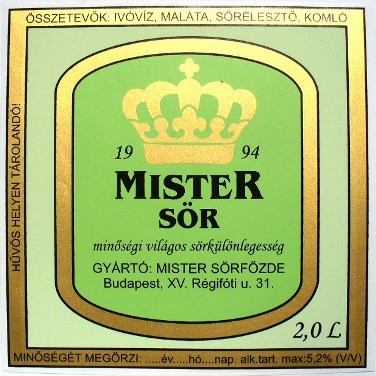 ÖSSZETEVŐK: IVÓVÍZ, MALÁTA, SÖRÉLESZTŐ, KOMLÓ
HŰVÖS HELYEN TÁROLANDÓ!
19 94
MISTER
SÖR
minőségi világos sörkülönlegesség
GYÁRTÓ: MISTER SÖRFŐZDE
Budapest, XV. Régifóti u. 31.
2,0 L
MINŐSÉGÉT MEGŐRZI: .....év.....hó....nap. alk.tart. max:5,2% (V/V)